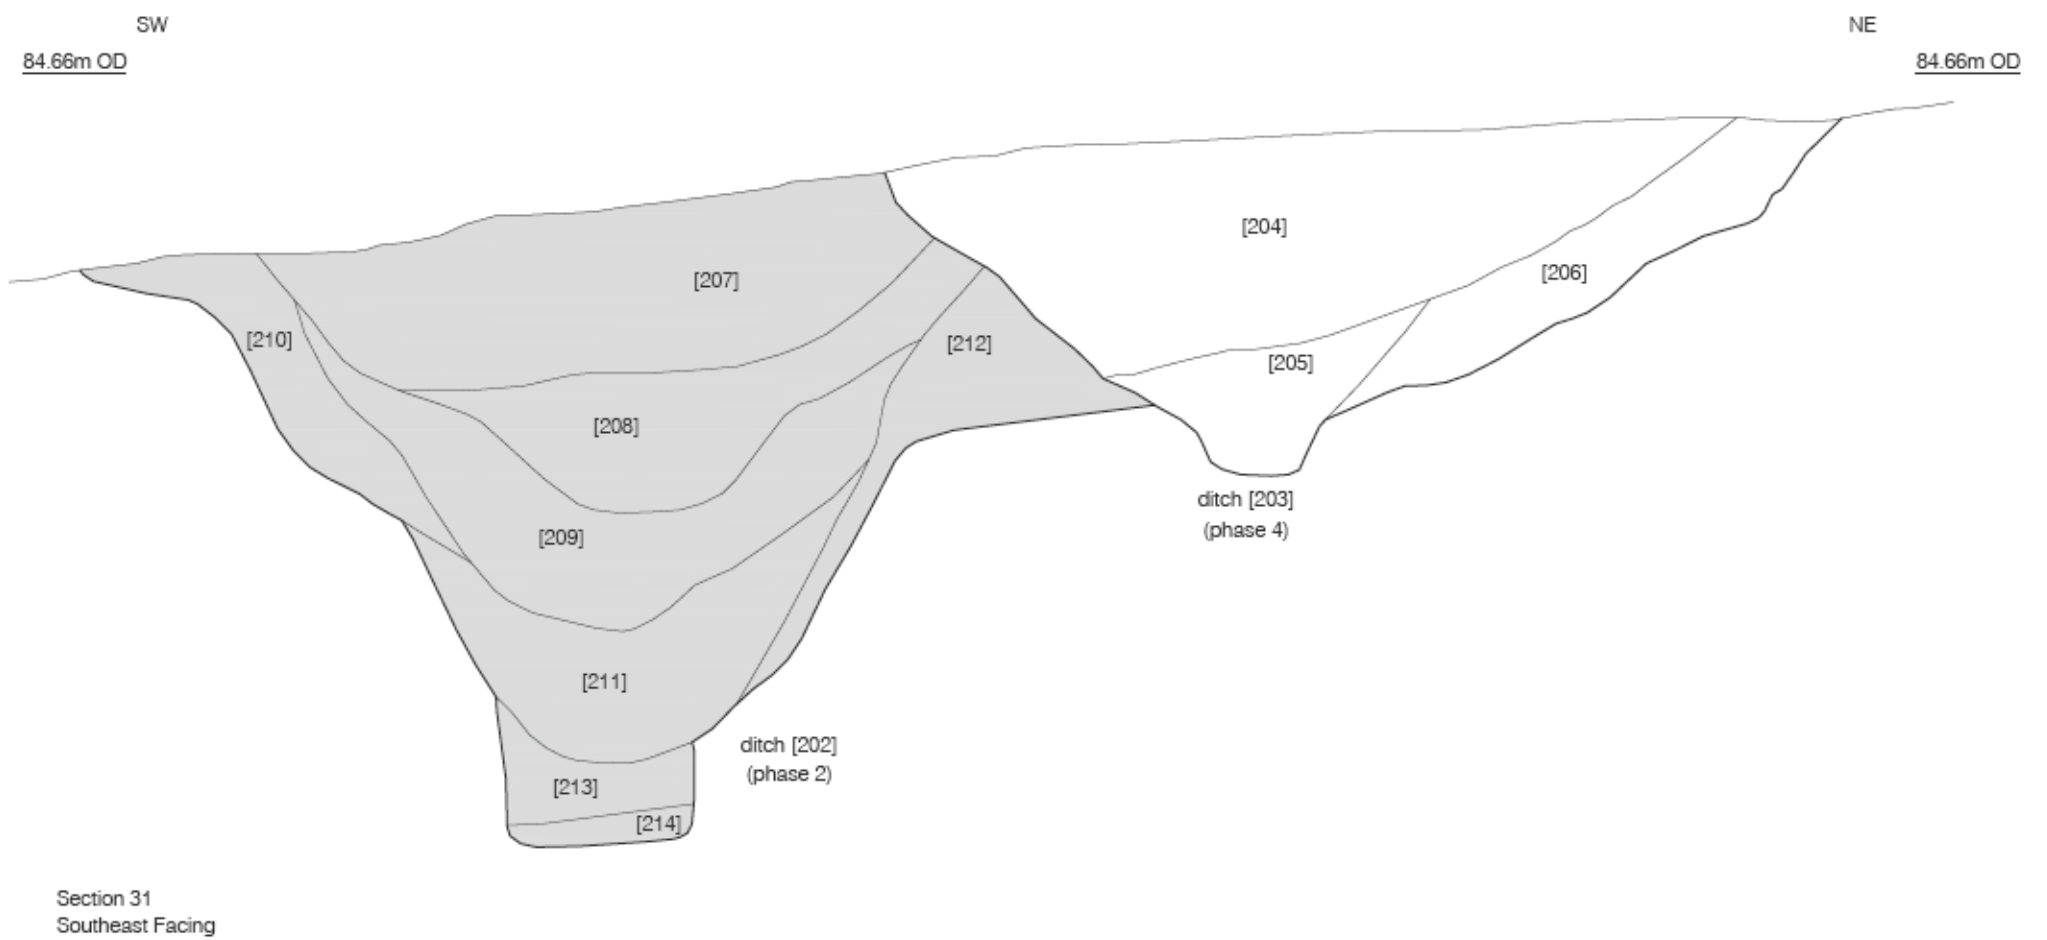 SW
NE
84.66m OD
84.66m OD
[204]
[206]
[207]
[210]
[212]
[205]
[208]
ditch [203]
(phase 4)
[209]
[211]
ditch [202]
(phase 2)
[213]
[214]
Section 31
Southeast Facing